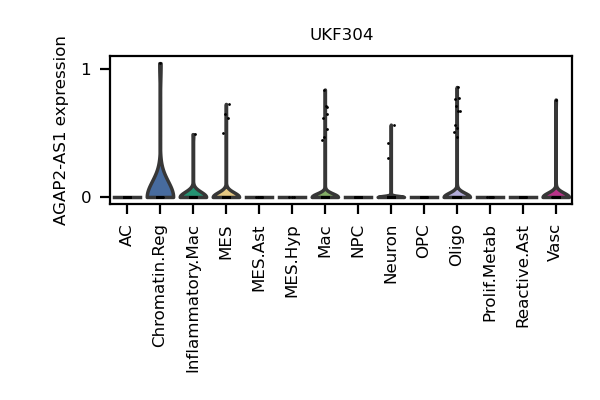 UKF304
AGAP2-AS1 expression
1
0
AC
Chromatin.Reg
Inflammatory.Mac
MES
MES.Ast
MES.Hyp
Mac
NPC
Neuron
OPC
Oligo
Prolif.Metab
Reactive.Ast
Vasc